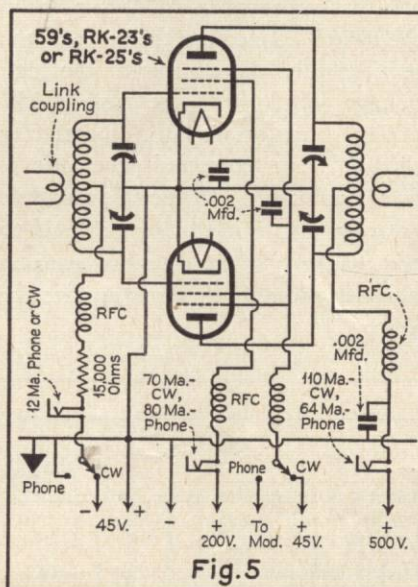 59's, RK-23's
or RK-25's
Link
coupling
.002
Mfd.
RFC
15,000
Ohms
12 Ma. Phone or CW
Phone
CW
- 45V. +
70 Ma.-
CW,
80 Ma.-
Phone
RFC
-
+
200V.
Phone
CW
To
Mod.
+
45V.
RFC
.002
Mfd.
110 Ma.-
CW,
64 Ma.-
Phone
+
500V.
Fig.5